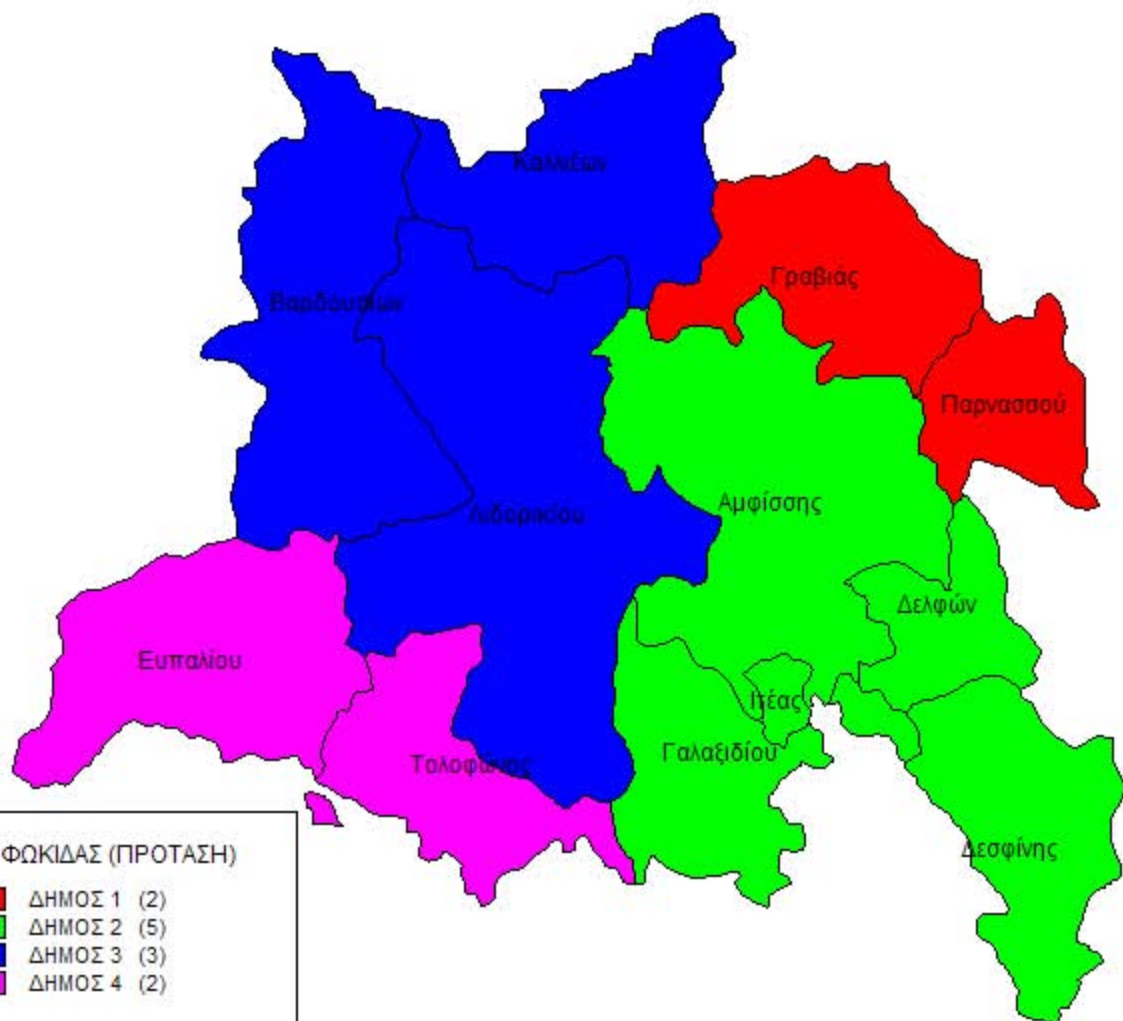 Καλλιέων
Γραβιάς
Βαρδουσίων
Παρνασσού
Αμφίσσης
Λιδορικίου
Δελφών
Ευπαλίου
Ιτέας
Γαλαξιδίου
Τολοφώνος
Δεσφίνης
ΦΩΚΙΔΑΣ (ΠΡΟΤΑΣΗ)
ΔΗΜΟΣ 1 (2)
ΔΗΜΟΣ 2 (5)
ΔΗΜΟΣ 3 (3)
ΔΗΜΟΣ 4 (2)